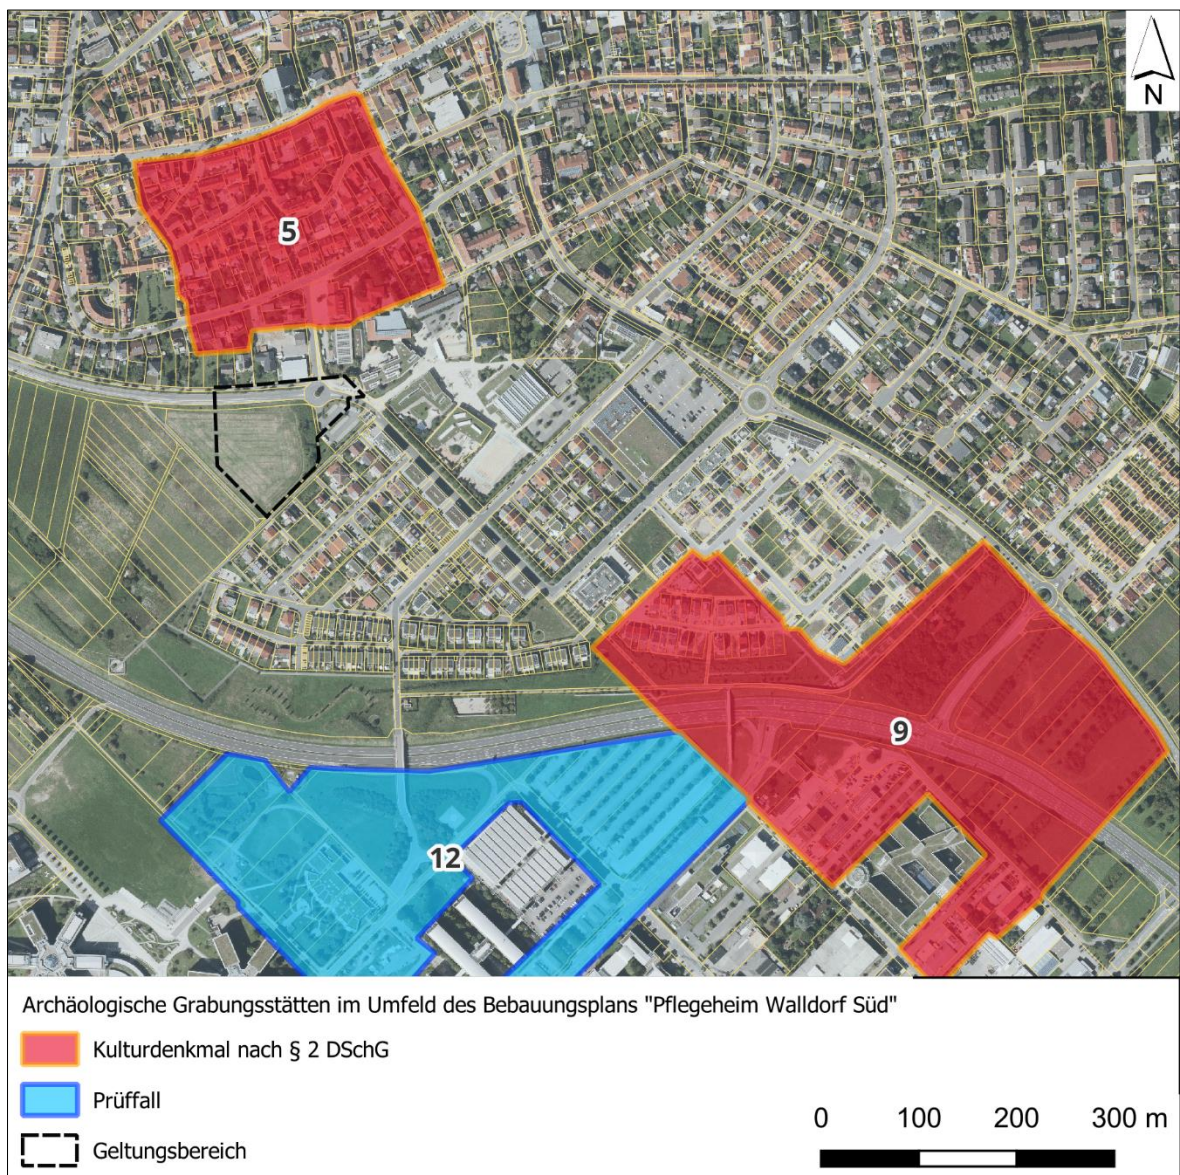 N
5
9
12
Archäologische Grabungsstätten im Umfeld des Bebauungsplans "Pflegeheim Walldorf Süd"
Kulturdenkmal nach § 2 DSchG
Prüffall
Geltungsbereich
0 100 200 300 m